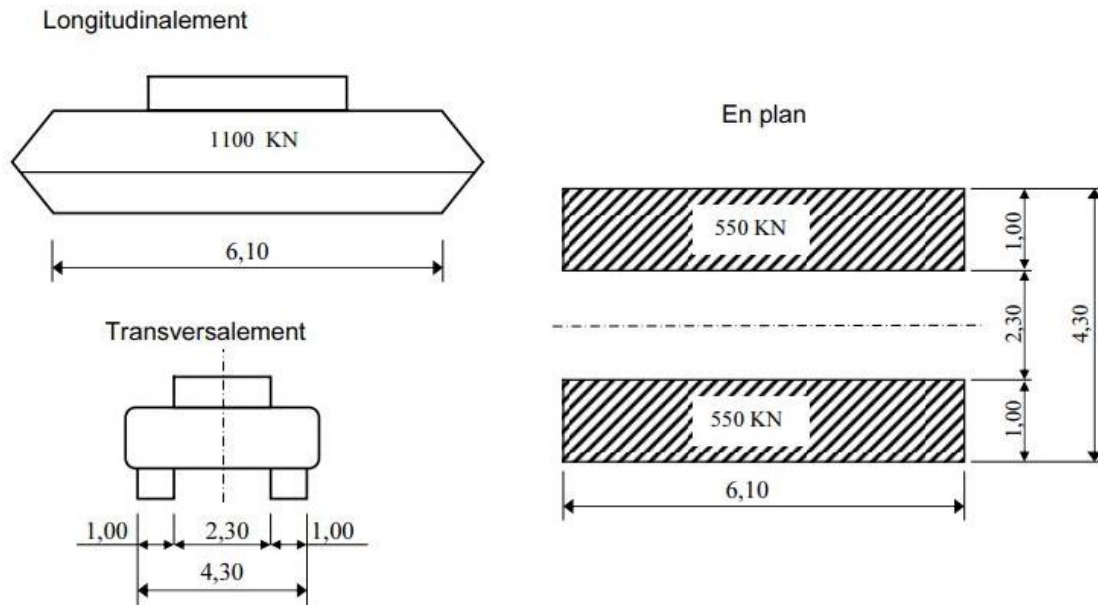 Longitudinalement
1100 KN
6,10
Transversalement
1,00
2,30
1,00
4,30
En plan
550 KN
1,00
2,30
4,30
550 KN
1,00
6,10